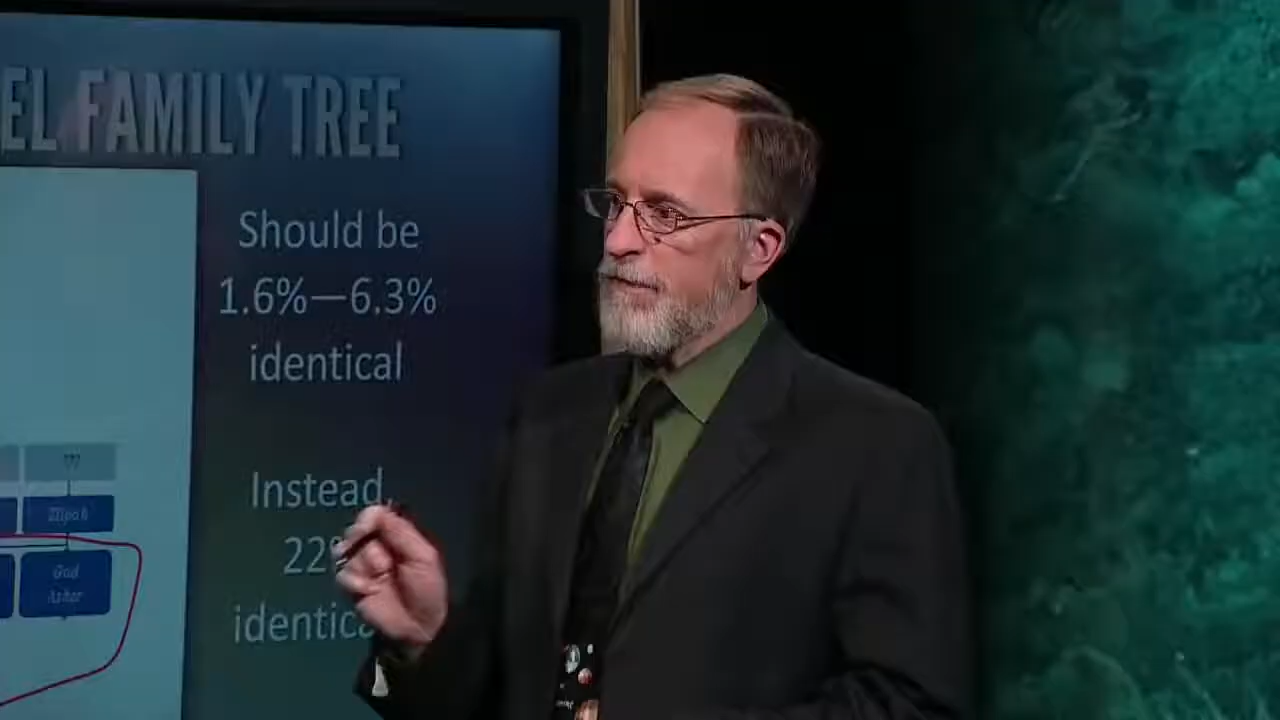 EL FAMILY TREE
Should be
1.6%—6.3%
identical
???
Zilpah
Instead,
22%
identica
Gad
Asher